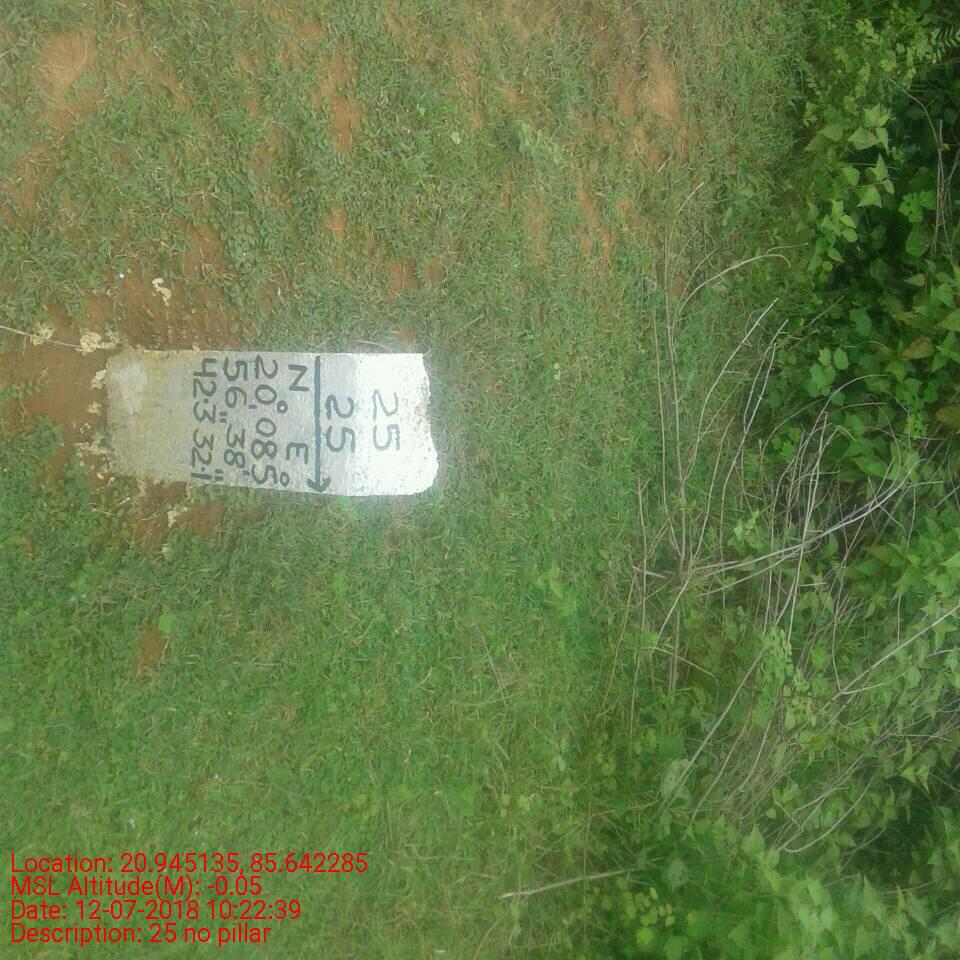 25
25
N E
20° 085°
56' 38'
42.3" 32.1"
Location: 20.945135, 85.642285
MSL Altitude(M): -0.05
Date: 12-07-2018 10:22:39
Description: 25 no pillar